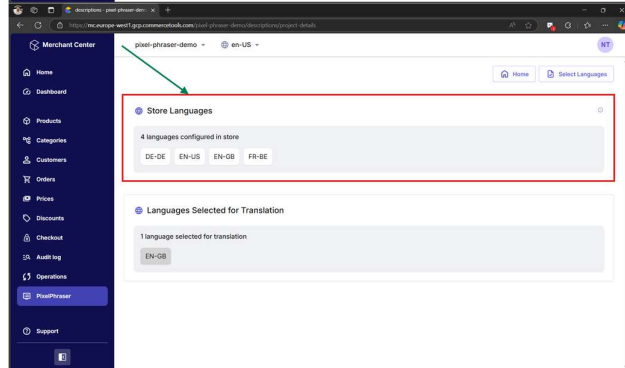 descriptions - pixel-phraser-dem
https://mc.europe-west1.gcp.commercetools.com/pixel-phraser-demo/descriptions/project-details
Merchant Center
pixel-phraser-demo
en-US
NT
Home
Select Languages
Home
Dashboard
Products
Categories
Customers
Orders
Prices
Discounts
Checkout
Audit log
Operations
PixelPhraser
Support
Store Languages
4 languages configured in store
DE-DE EN-US EN-GB FR-BE
Languages Selected for Translation
1 language selected for translation
EN-GB